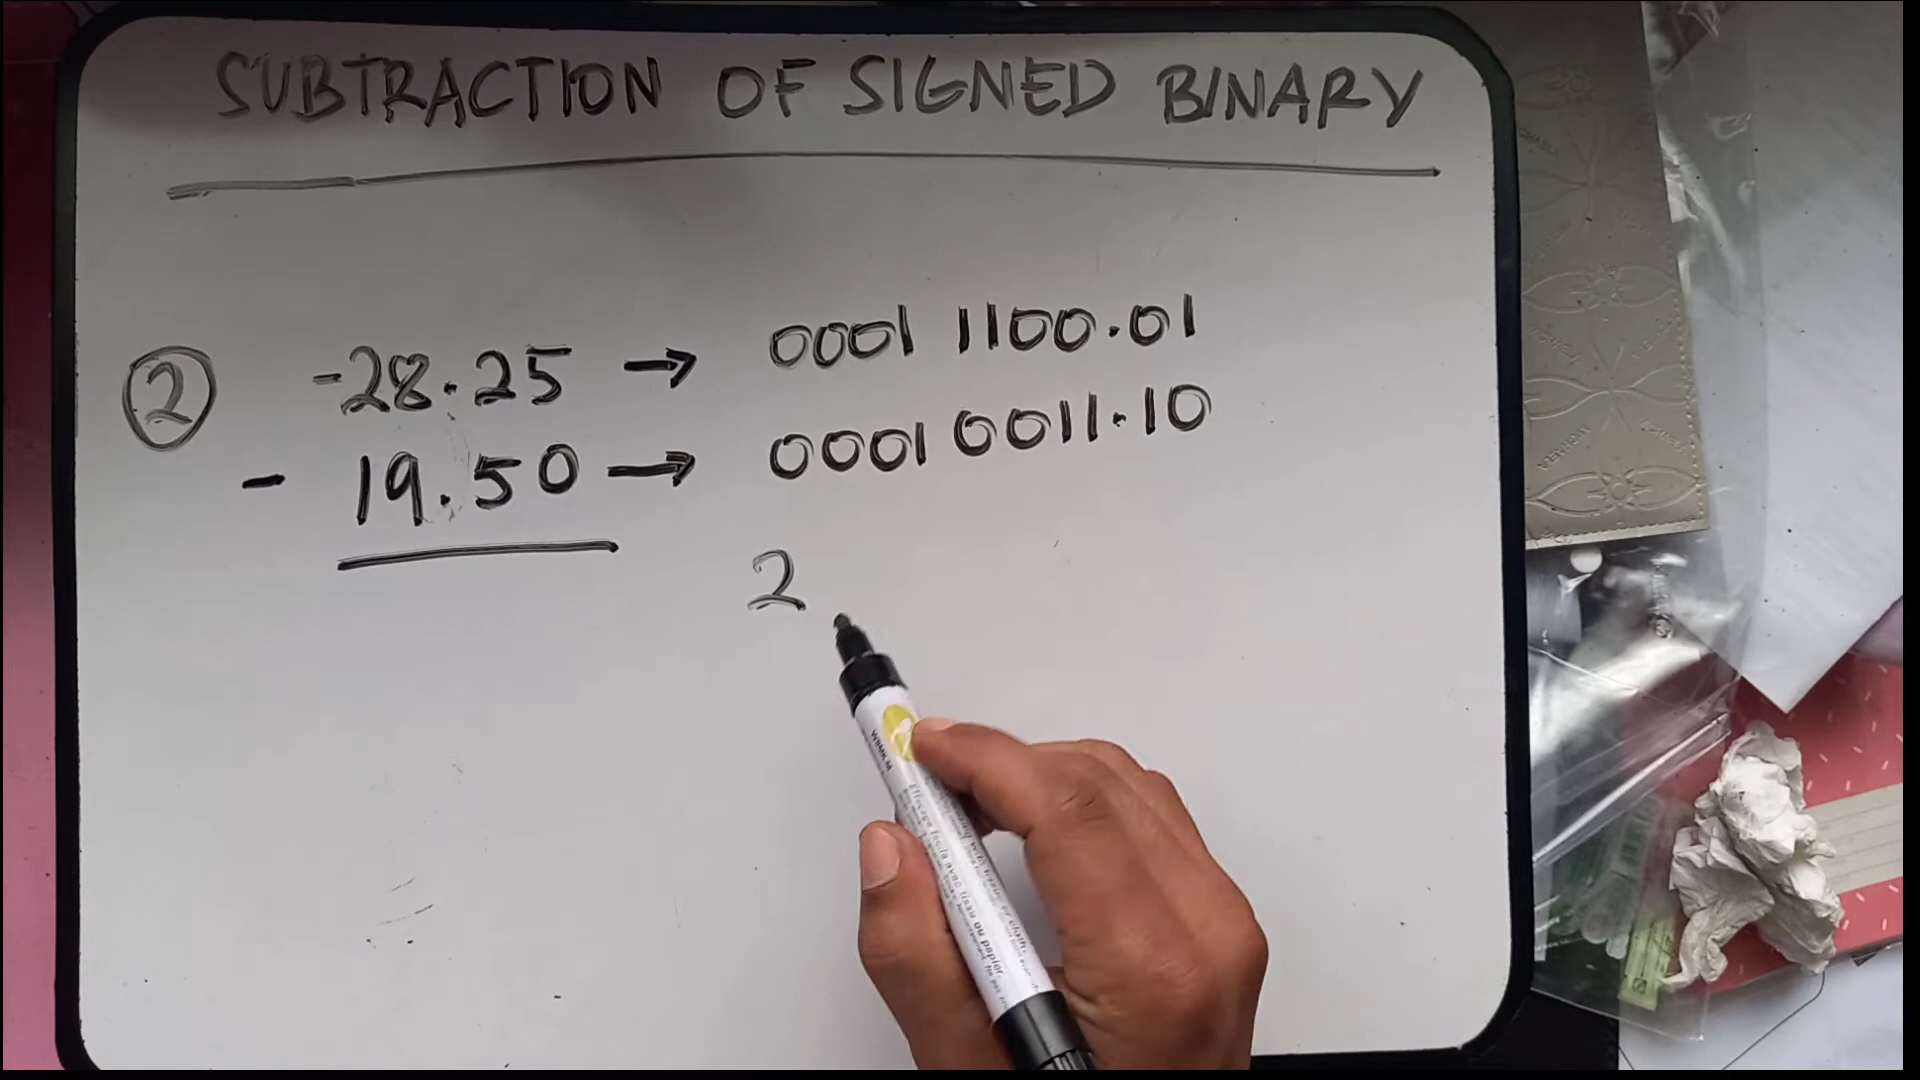 SUBTRACTION OF SIGNED BINARY
② -28.25 → 0001 1100.01
- 19.50 → 0001 0011.10
2